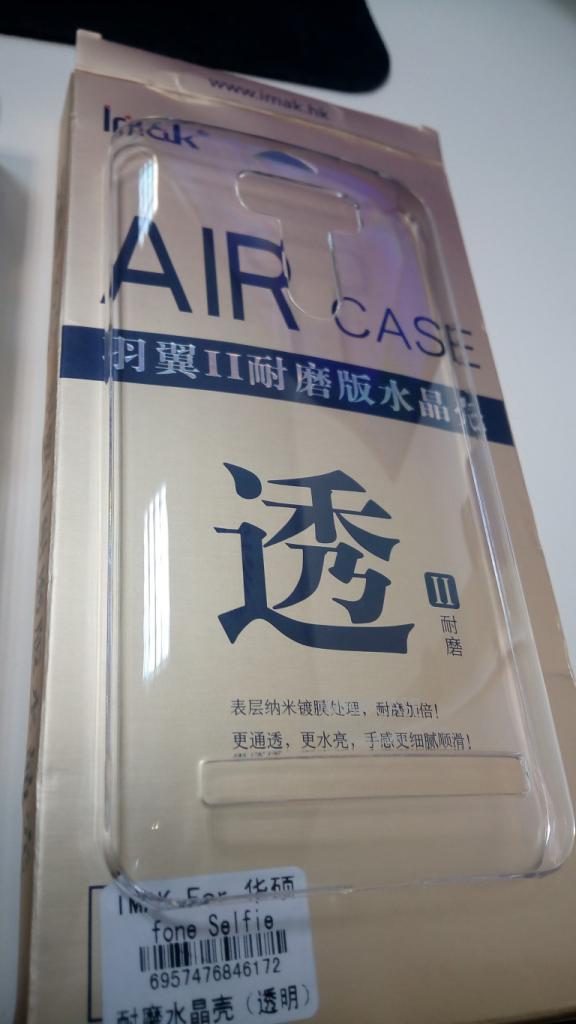 www.imak.hk
imak
AIR CASE
羽翼II耐磨版水晶壳
透
II
耐磨
表层纳米镀膜处理，耐磨加倍！
更通透，更水亮，手感更细腻顺滑！
IMAK For 华硕
fone Selfie
6957476846172
耐磨水晶壳（透明）